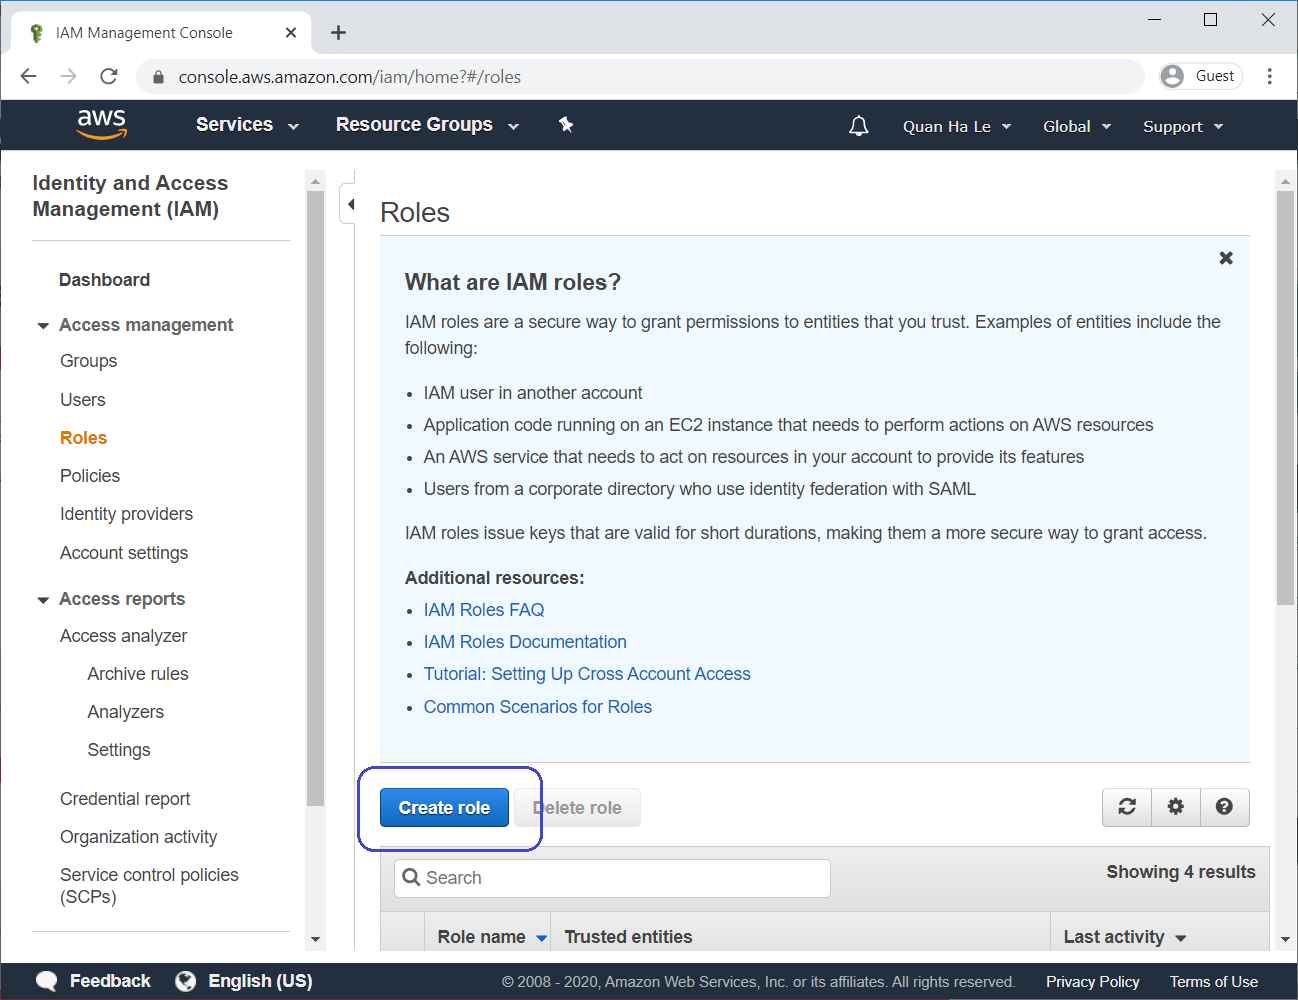 IAM Management Console
console.aws.amazon.com/iam/home?#/roles
Guest
aws
Services
Resource Groups
Quan Ha Le
Global
Support
Identity and Access
Management (IAM)
Dashboard
Access management
Groups
Users
Roles
Policies
Identity providers
Account settings
Access reports
Access analyzer
Archive rules
Analyzers
Settings
Credential report
Organization activity
Service control policies
(SCPs)
Roles
What are IAM roles?
IAM roles are a secure way to grant permissions to entities that you trust. Examples of entities include the
following:
• IAM user in another account
• Application code running on an EC2 instance that needs to perform actions on AWS resources
• An AWS service that needs to act on resources in your account to provide its features
• Users from a corporate directory who use identity federation with SAML
IAM roles issue keys that are valid for short durations, making them a more secure way to grant access.
Additional resources:
• IAM Roles FAQ
• IAM Roles Documentation
• Tutorial: Setting Up Cross Account Access
• Common Scenarios for Roles
Create role
Delete role
Search
Showing 4 results
Role name
Trusted entities
Last activity
Feedback
English (US)
© 2008 - 2020, Amazon Web Services, Inc. or its affiliates. All rights reserved.
Privacy Policy
Terms of Use